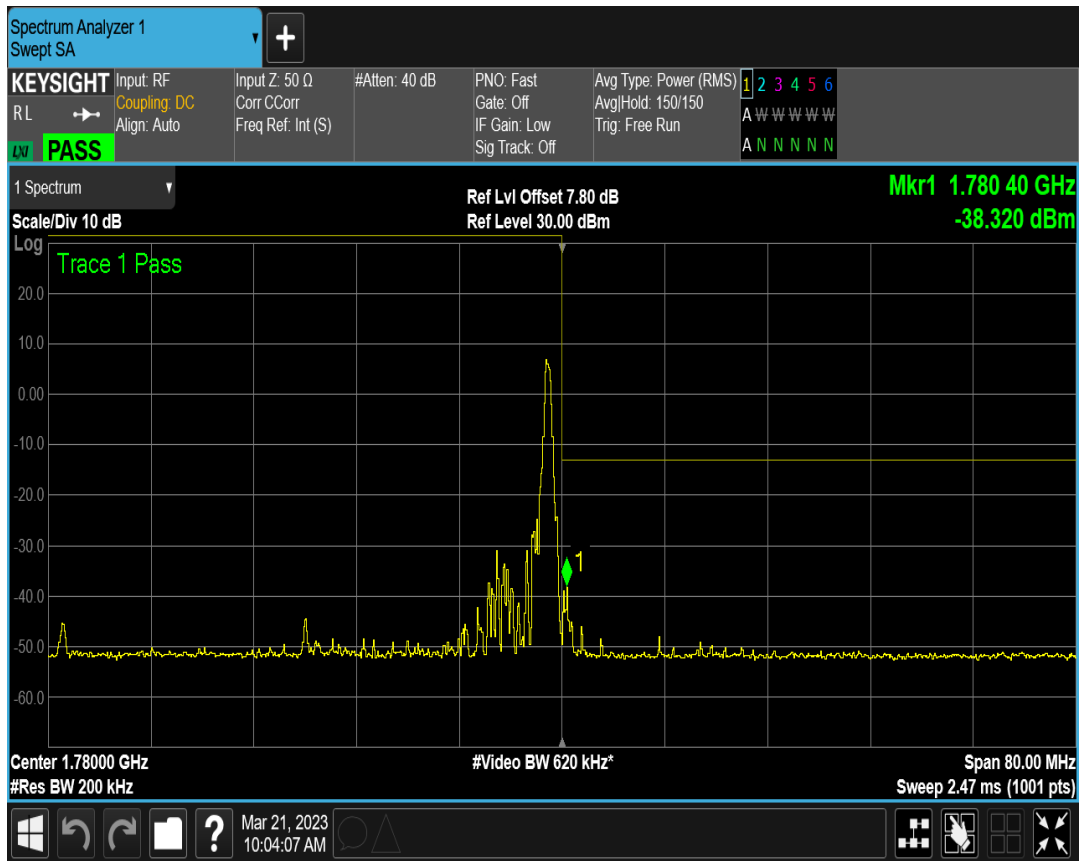 Spectrum Analyzer 1
Swept SA
+
KEYSIGHT
R L
LXI PASS
Input: RF
Coupling: DC
Align: Auto
Input Z: 50 Ω
Corr CCorr
Freq Ref: Int (S)
#Atten: 40 dB
PNO: Fast
Gate: Off
IF Gain: Low
Sig Track: Off
Avg Type: Power (RMS)
Avg|Hold: 150/150
Trig: Free Run
1 2 3 4 5 6
A W W W W W
A N N N N N
1 Spectrum
Scale/Div 10 dB
Ref Lvl Offset 7.80 dB
Ref Level 30.00 dBm
Mkr1 1.780 40 GHz
-38.320 dBm
Log
Trace 1 Pass
20.0
10.0
0.00
-10.0
-20.0
-30.0
1
-40.0
-50.0
-60.0
Center 1.78000 GHz
#Video BW 620 kHz*
Span 80.00 MHz
#Res BW 200 kHz
Sweep 2.47 ms (1001 pts)
?
Mar 21, 2023
10:04:07 AM